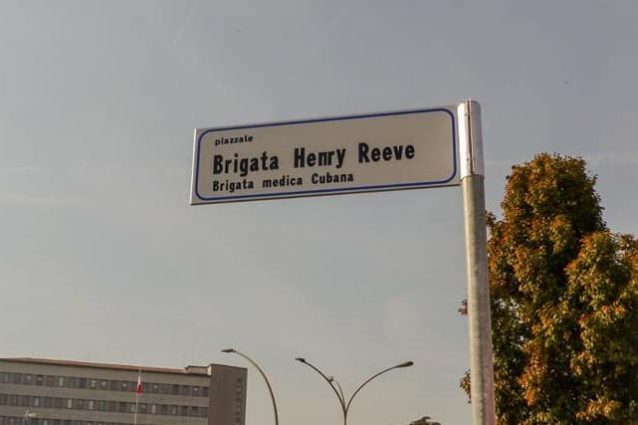 piazzale
Brigata Henry Reeve
Brigata medica Cubana